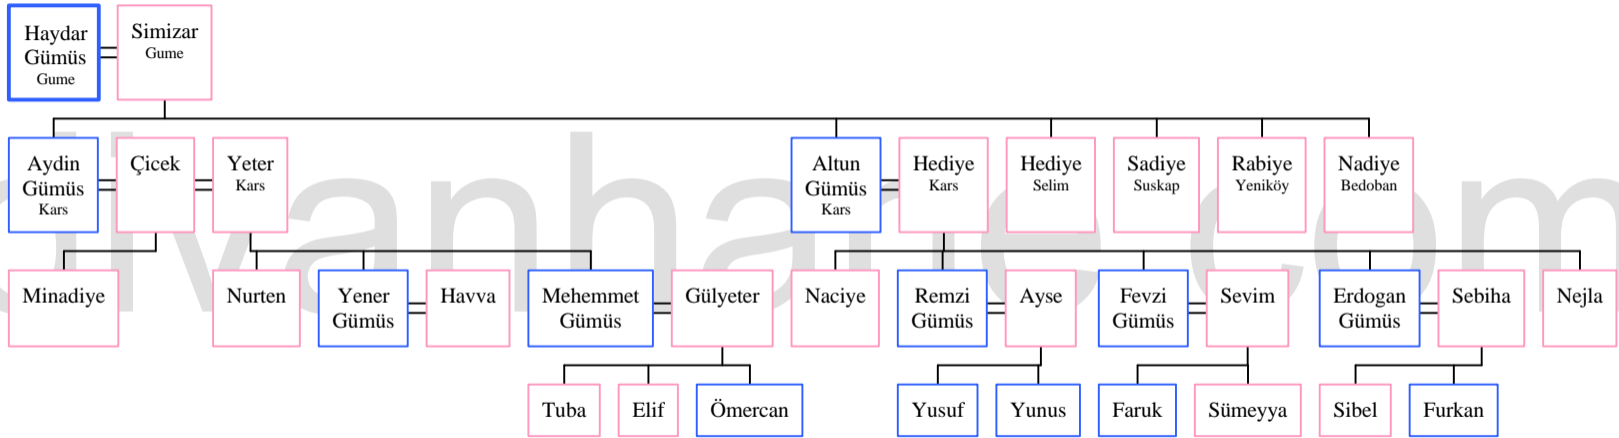 Haydar
Gümüs
Gume
Simizar
Gume
Aydin
Gümüs
Kars
Çicek
Yeter
Kars
Altun
Gümüs
Kars
Hediye
Kars
Hediye
Selim
Sadiye
Suskap
Rabiye
Yeniköy
Nadiye
Bedoban
divanhane.com
Minadiye
Nurten
Yener
Gümüs
Havva
Mehemmet
Gümüs
Gülyeter
Naciye
Remzi
Gümüs
Ayse
Fevzi
Gümüs
Sevim
Erdogan
Gümüs
Sebiha
Nejla
Tuba
Elif
Ömercan
Yusuf
Yunus
Faruk
Sümeyya
Sibel
Furkan